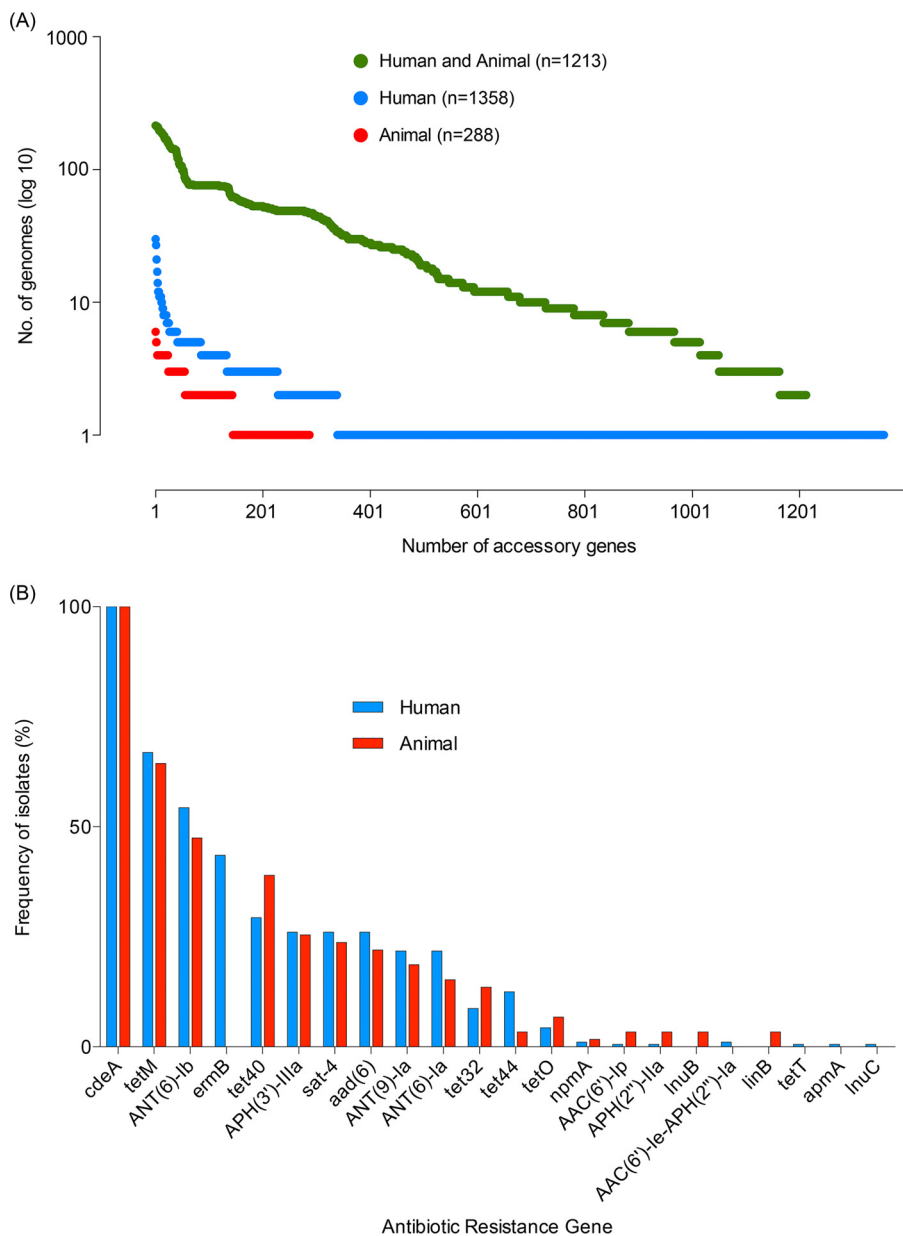 (A)
1000
100
10
1
No. of genomes (log 10)
Human and Animal (n=1213)
Human (n=1358)
Animal (n=288)
1 201 401 601 801 1001 1201
Number of accessory genes
(B)
100
50
0
Frequency of isolates (%)
Human
Animal
cdeA
tetM
ANT(6)-Ib
ermB
tet40
APH(3')-IIIa
sat-4
aad(6)
ANT(9)-Ia
ANT(6)-Ia
tet32
tet44
tetO
npmA
AAC(6')-Ip
APH(2")-IIa
lnuB
AAC(6')-Ie-APH(2")-Ia
linB
tetT
apmA
lnuC
Antibiotic Resistance Gene